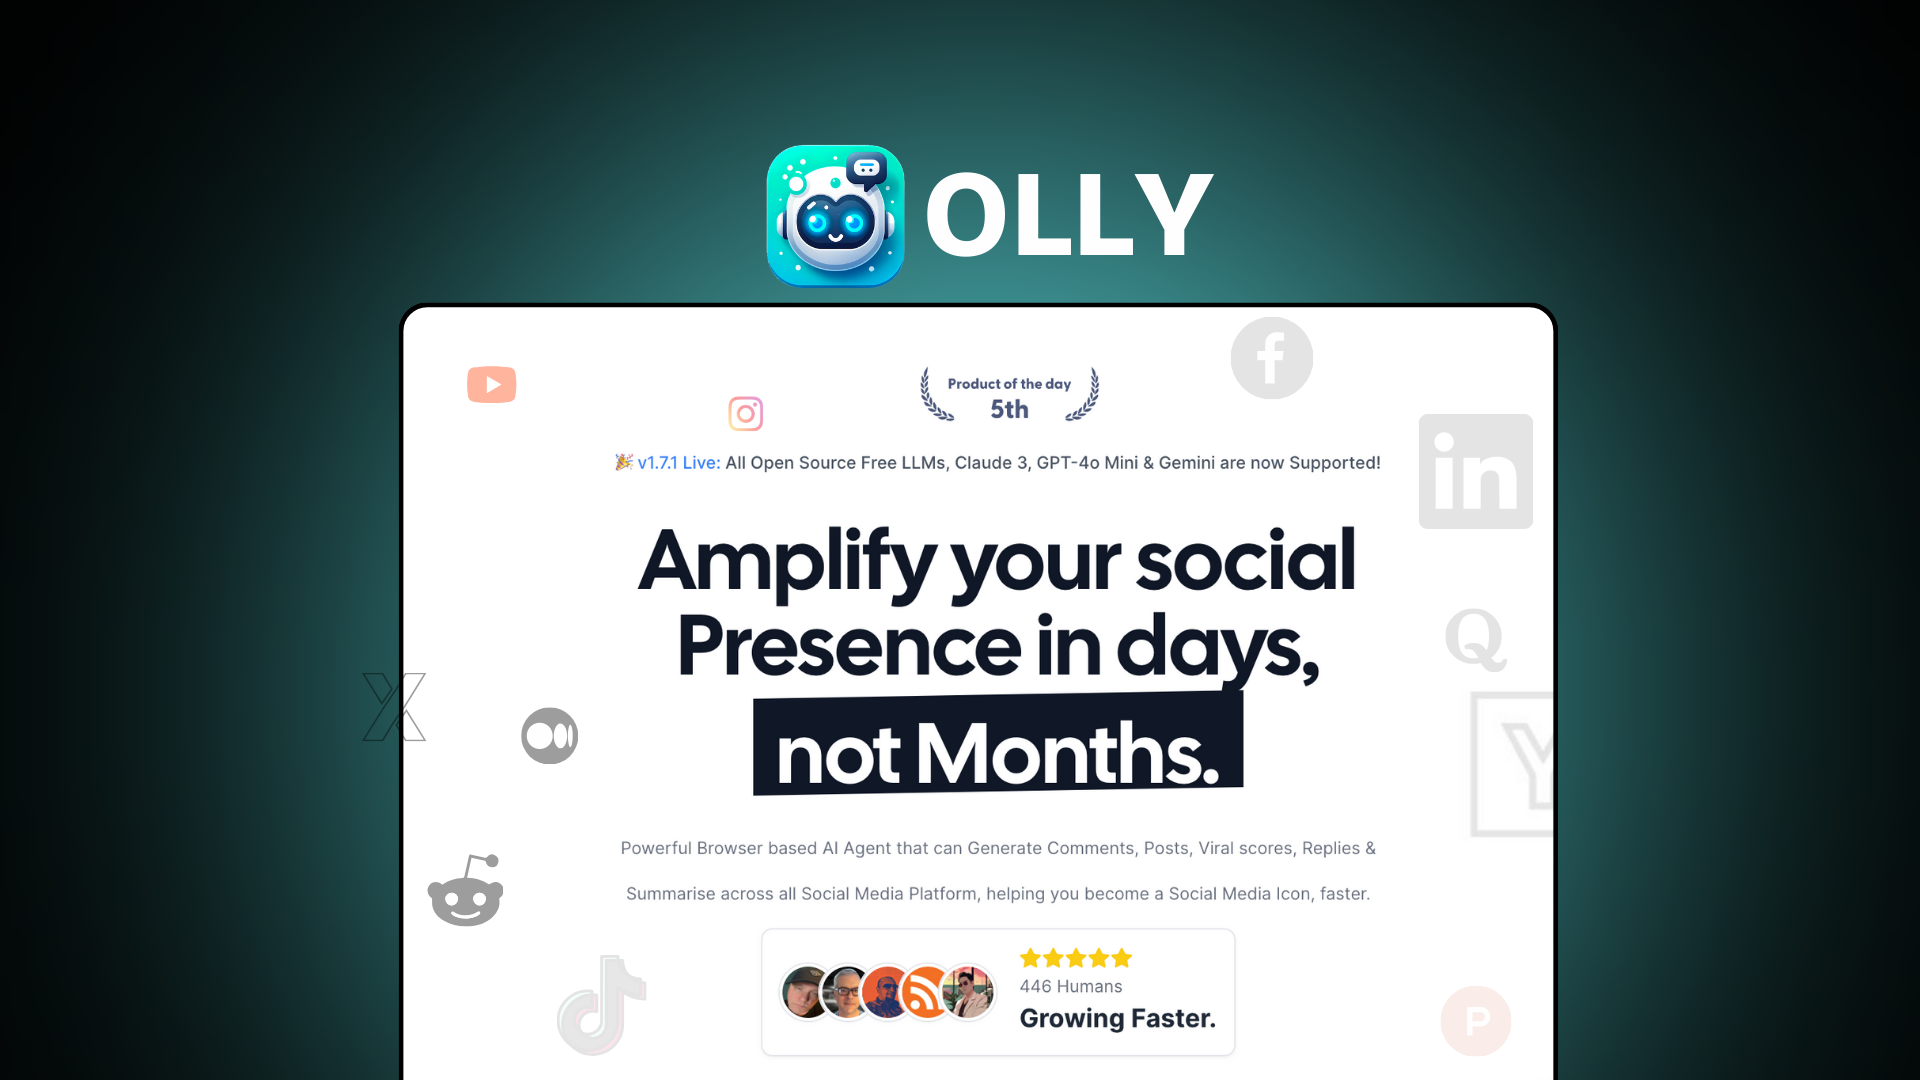 OLLY
Product of the day
5th
🎉 v1.7.1 Live: All Open Source Free LLMs, Claude 3, GPT-4o Mini & Gemini are now Supported!
Amplify your social
Presence in days,
not Months.
Powerful Browser based AI Agent that can Generate Comments, Posts, Viral scores, Replies &
Summarise across all Social Media Platform, helping you become a Social Media Icon, faster.
446 Humans
Growing Faster.